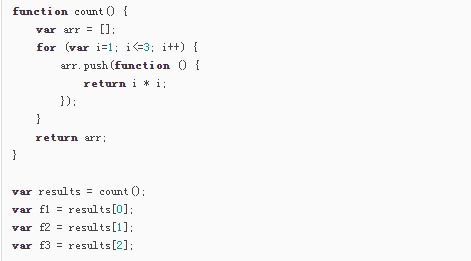 function count() {
    var arr = [];
    for (var i=1; i<=3; i++) {
        arr.push(function () {
            return i * i;
        });
    }
    return arr;
}

var results = count();
var f1 = results[0];
var f2 = results[1];
var f3 = results[2];